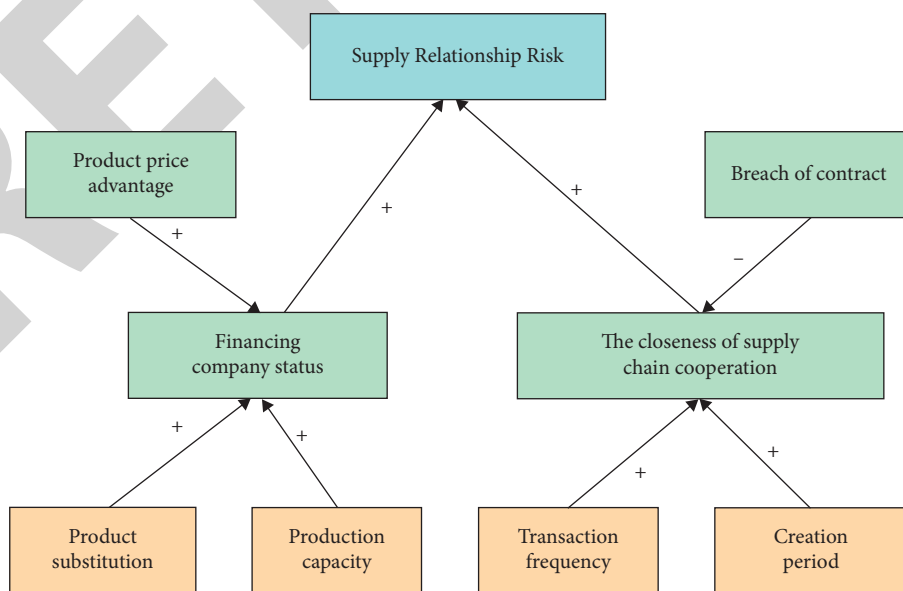 Supply Relationship Risk
Product price
advantage
Breach of contract
+
+
+
−
Financing
company status
The closeness of supply
chain cooperation
+
+
+
+
Product
substitution
Production
capacity
Transaction
frequency
Creation
period